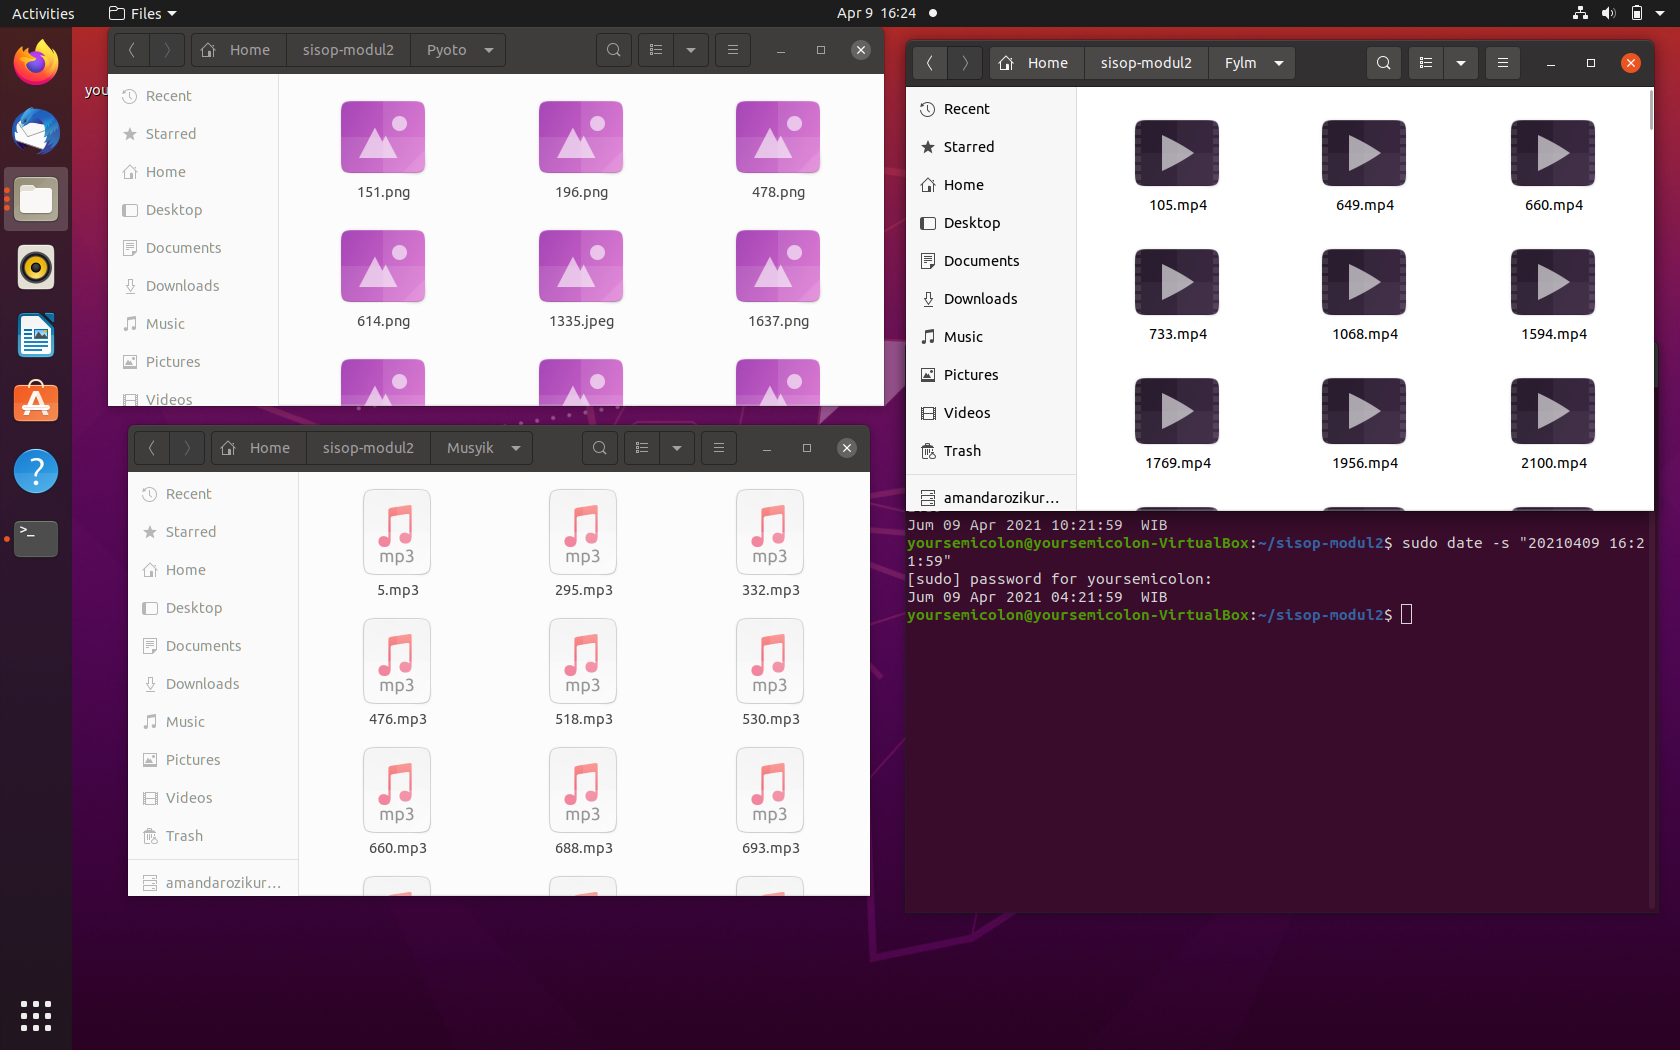 Activities
Files
Apr 9 16:24
you
Home sisop-modul2 Pyoto
Recent
Starred
Home
Desktop
Documents
Downloads
Music
Pictures
Videos
151.png 196.png 478.png
614.png 1335.jpeg 1637.png
Home sisop-modul2 Musyik
Recent
Starred
Home
Desktop
Documents
Downloads
Music
Pictures
Videos
Trash
amandarozikur...
mp3 mp3 mp3
5.mp3 295.mp3 332.mp3
mp3 mp3 mp3
476.mp3 518.mp3 530.mp3
mp3 mp3 mp3
660.mp3 688.mp3 693.mp3
Home sisop-modul2 Fylm
Recent
Starred
Home
Desktop
Documents
Downloads
Music
Pictures
Videos
Trash
amandarozikur...
105.mp4 649.mp4 660.mp4
733.mp4 1068.mp4 1594.mp4
1769.mp4 1956.mp4 2100.mp4
Jum 09 Apr 2021 10:21:59 WIB
yoursemicolon@yoursemicolon-VirtualBox:~/sisop-modul2$ sudo date -s "20210409 16:2
1:59"
[sudo] password for yoursemicolon:
Jum 09 Apr 2021 04:21:59 WIB
yoursemicolon@yoursemicolon-VirtualBox:~/sisop-modul2$